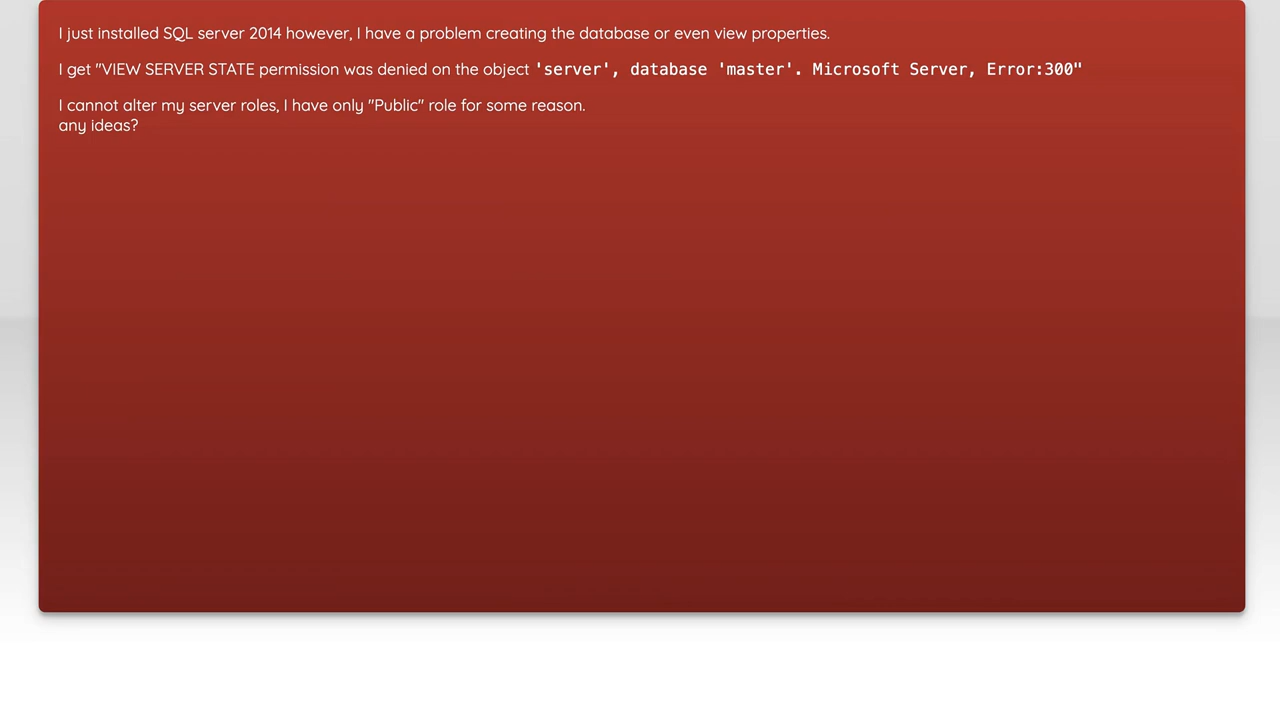 I just installed SQL server 2014 however, I have a problem creating the database or even view properties.
I get "VIEW SERVER STATE permission was denied on the object 'server', database 'master'. Microsoft Server, Error:300"
I cannot alter my server roles, I have only "Public" role for some reason.
any ideas?